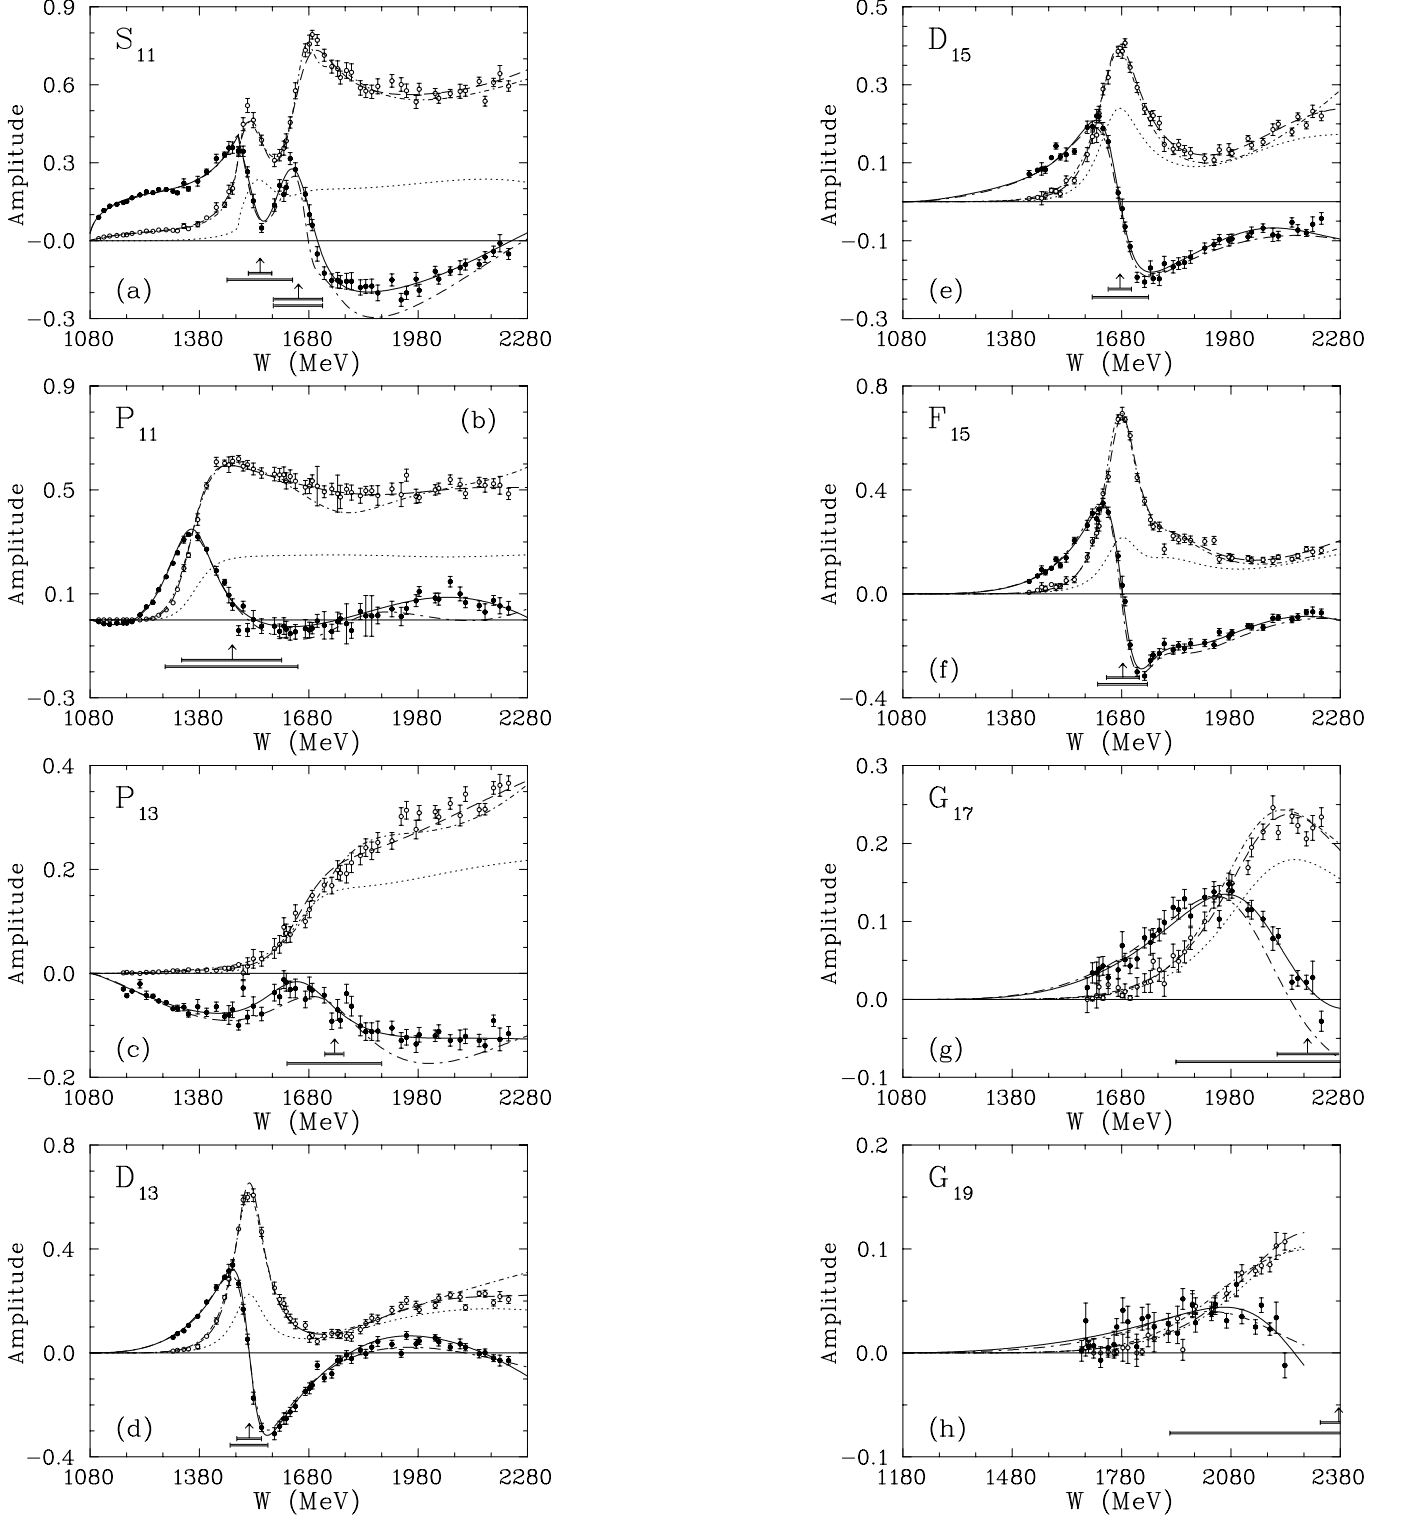 S11
0.9
0.6
0.3
−0.0
−0.3
Amplitude
(a)
1080 1380 1680 1980 2280
W (MeV)
P11
(b)
0.9
0.5
0.1
−0.3
Amplitude
1080 1380 1680 1980 2280
W (MeV)
P13
0.4
0.2
0.0
−0.2
Amplitude
(c)
1080 1380 1680 1980 2280
W (MeV)
D13
0.8
0.4
0.0
−0.4
Amplitude
(d)
1080 1380 1680 1980 2280
W (MeV)
D15
0.5
0.3
0.1
−0.1
−0.3
Amplitude
(e)
1080 1380 1680 1980 2280
W (MeV)
F15
0.8
0.4
0.0
−0.4
Amplitude
(f)
1080 1380 1680 1980 2280
W (MeV)
G17
0.3
0.2
0.1
0.0
−0.1
Amplitude
(g)
1080 1380 1680 1980 2280
W (MeV)
G19
0.2
0.1
0.0
−0.1
Amplitude
(h)
1180 1480 1780 2080 2380
W (MeV)